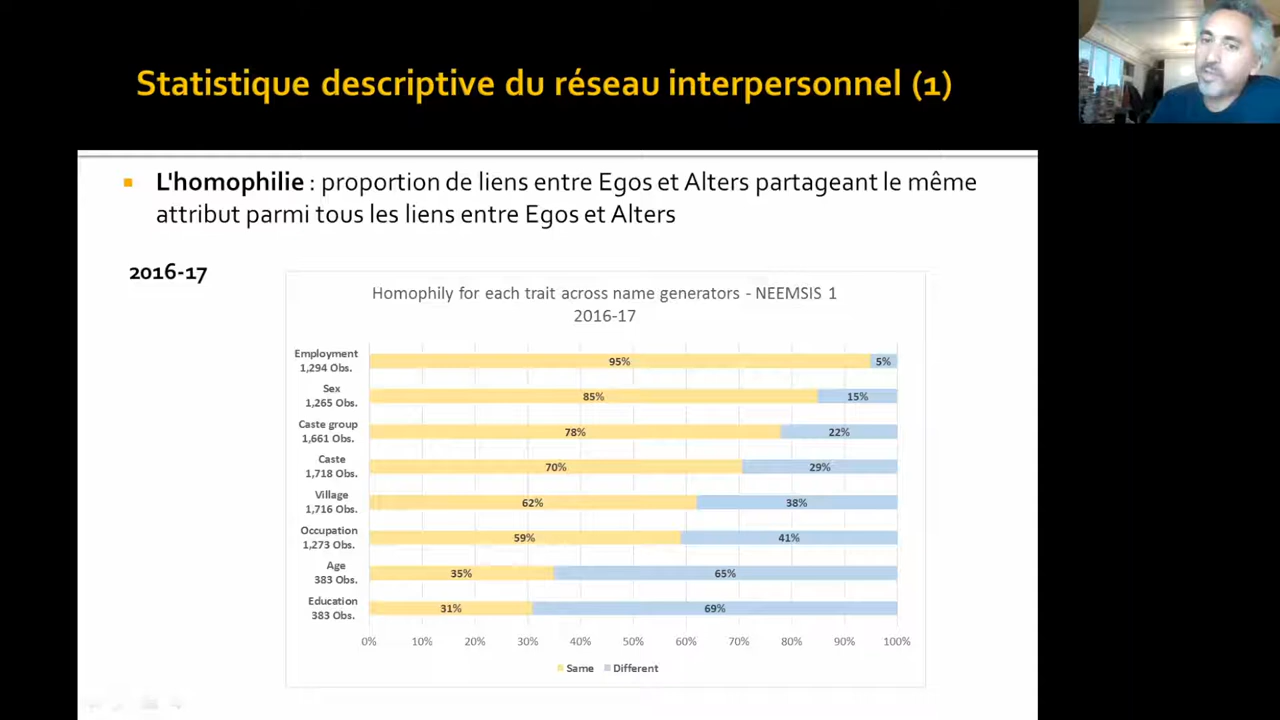 Statistique descriptive du réseau interpersonnel (1)
L'homophilie : proportion de liens entre Egos et Alters partageant le même
attribut parmi tous les liens entre Egos et Alters
2016-17
Homophily for each trait across name generators - NEEMSIS 1
2016-17
Employment
1,294 Obs.
95% 5%
Sex
1,265 Obs.
85% 15%
Caste group
1,661 Obs.
78% 22%
Caste
1,718 Obs.
70% 29%
Village
1,716 Obs.
62% 38%
Occupation
1,273 Obs.
59% 41%
Age
383 Obs.
35% 65%
Education
383 Obs.
31% 69%
0% 10% 20% 30% 40% 50% 60% 70% 80% 90% 100%
Same Different